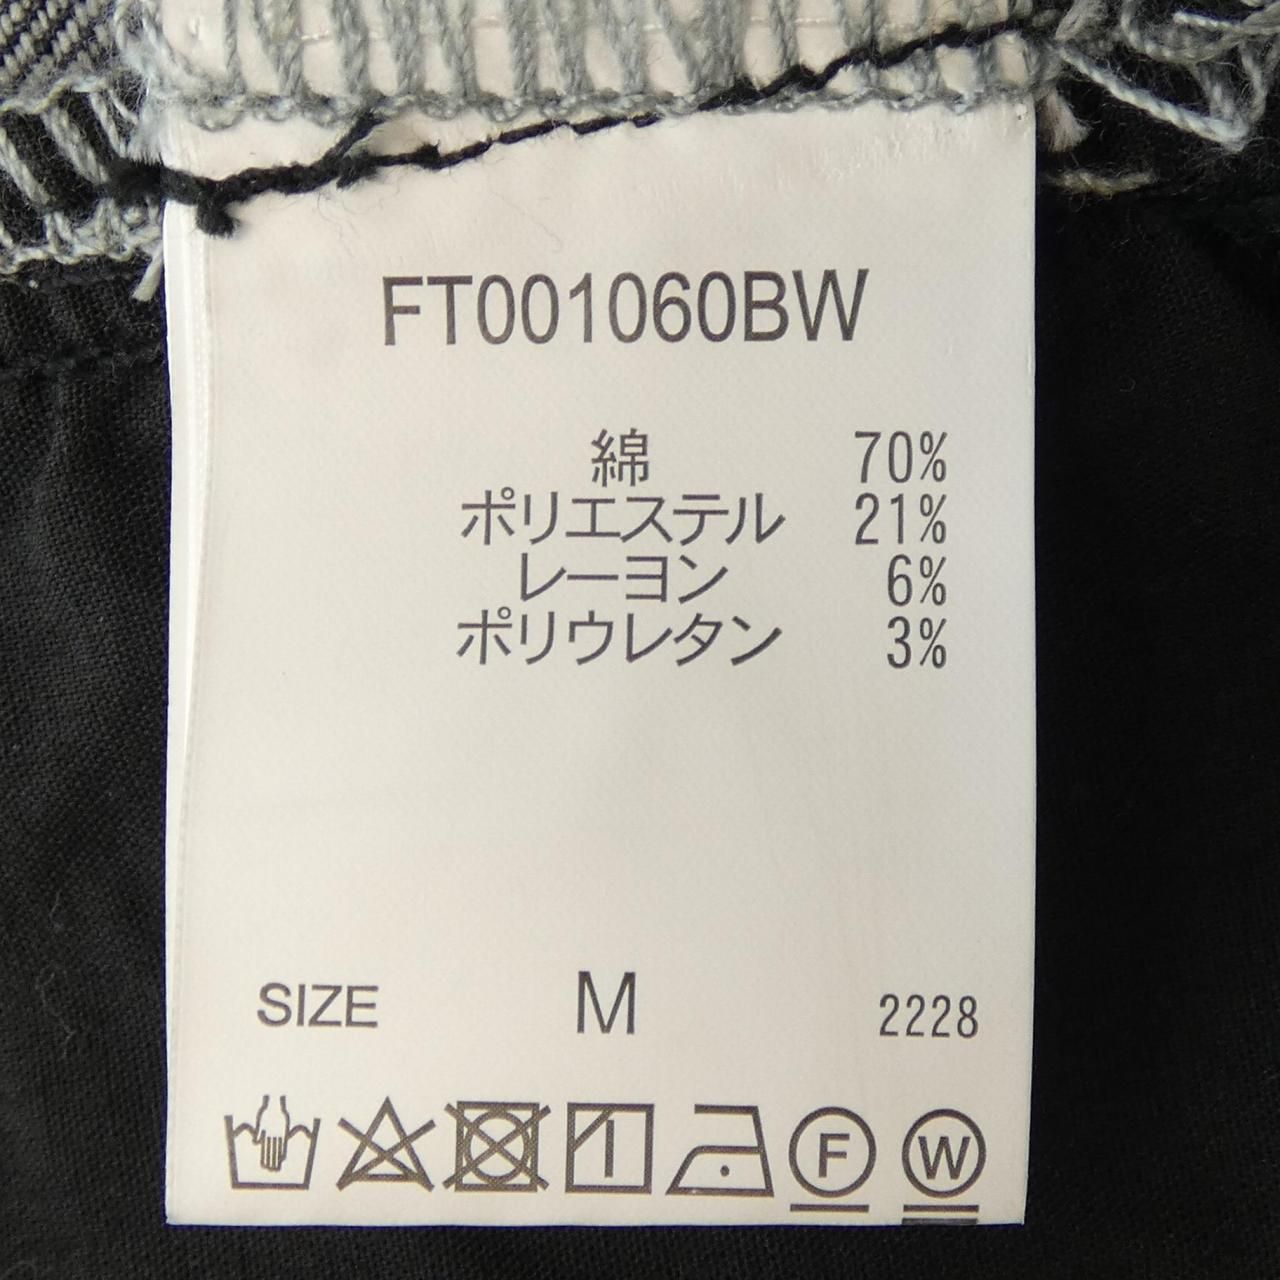 FT001060BW
綿 70%
ポリエステル 21%
レーヨン 6%
ポリウレタン 3%
SIZE M 2228
F W